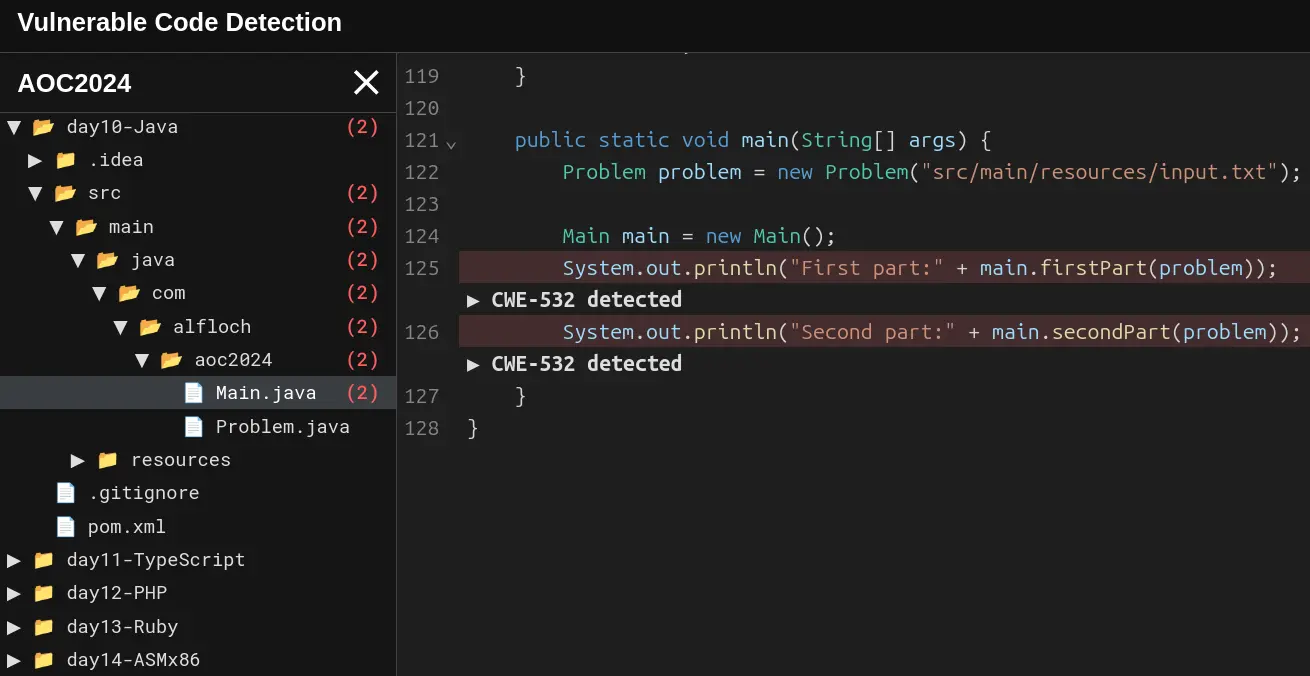 Vulnerable Code Detection
AOC2024
day10-Java (2)
.idea
src (2)
main (2)
java (2)
com (2)
alfloch (2)
aoc2024 (2)
Main.java (2)
Problem.java
resources
.gitignore
pom.xml
day11-TypeScript
day12-PHP
day13-Ruby
day14-ASMx86
119     }
120
121     public static void main(String[] args) {
122         Problem problem = new Problem("src/main/resources/input.txt");
123
124         Main main = new Main();
125         System.out.println("First part:" + main.firstPart(problem));
▶ CWE-532 detected
126         System.out.println("Second part:" + main.secondPart(problem));
▶ CWE-532 detected
127     }
128 }